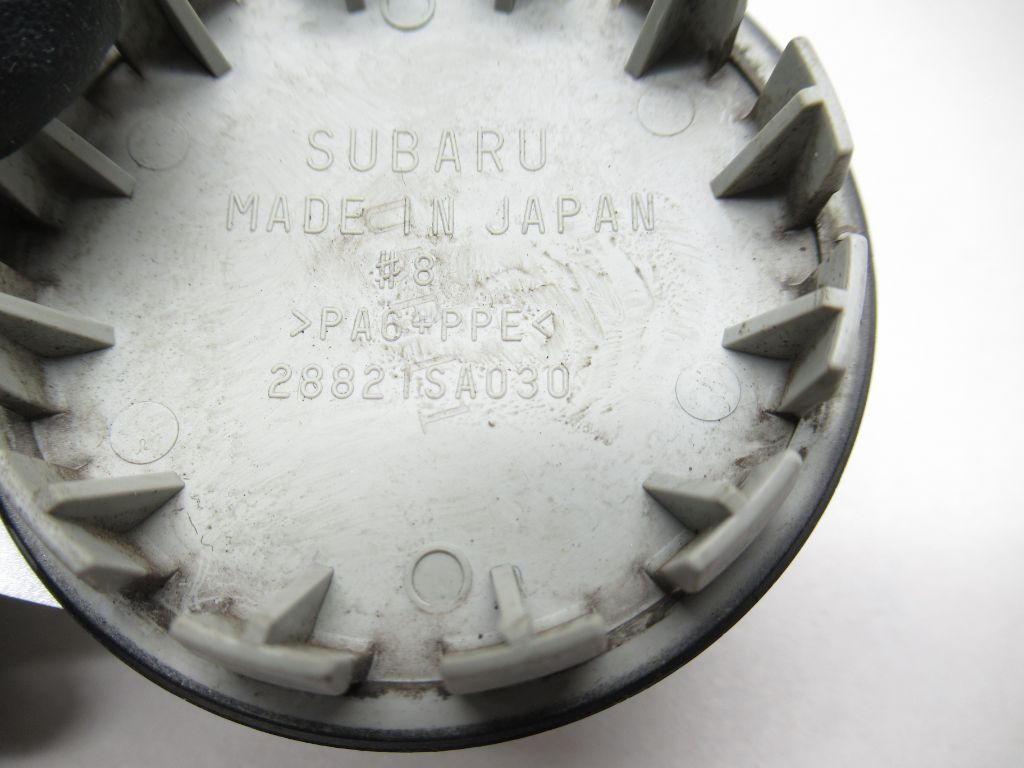 SUBARU
MADE IN JAPAN
#8
>PA6+PPE<
28821SA030